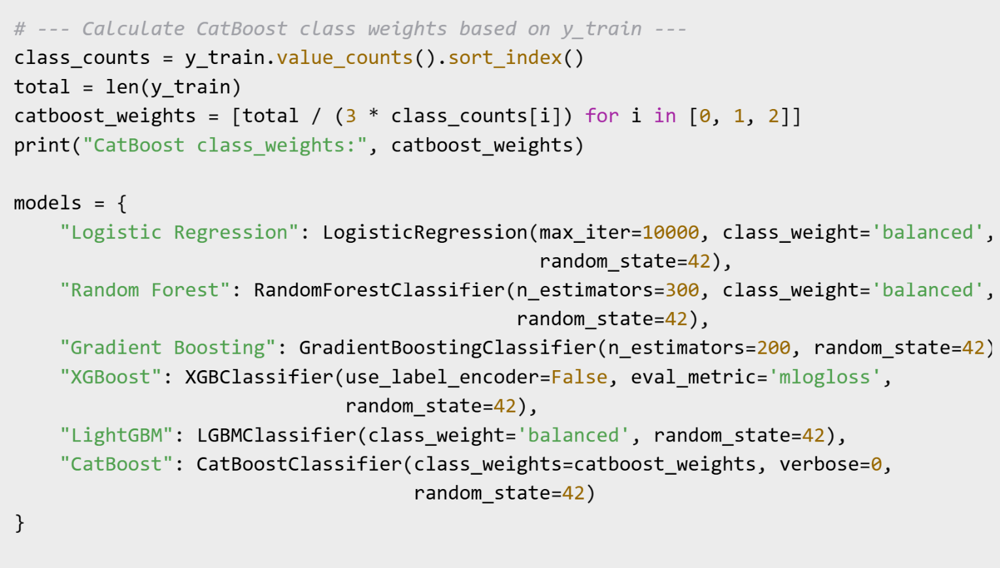 # --- Calculate CatBoost class weights based on y_train ---
class_counts = y_train.value_counts().sort_index()
total = len(y_train)
catboost_weights = [total / (3 * class_counts[i]) for i in [0, 1, 2]]
print("CatBoost class_weights:", catboost_weights)

models = {
    "Logistic Regression": LogisticRegression(max_iter=10000, class_weight='balanced',
                                              random_state=42),
    "Random Forest": RandomForestClassifier(n_estimators=300, class_weight='balanced',
                                            random_state=42),
    "Gradient Boosting": GradientBoostingClassifier(n_estimators=200, random_state=42)
    "XGBoost": XGBClassifier(use_label_encoder=False, eval_metric='mlogloss',
                             random_state=42),
    "LightGBM": LGBMClassifier(class_weight='balanced', random_state=42),
    "CatBoost": CatBoostClassifier(class_weights=catboost_weights, verbose=0,
                                   random_state=42)
}